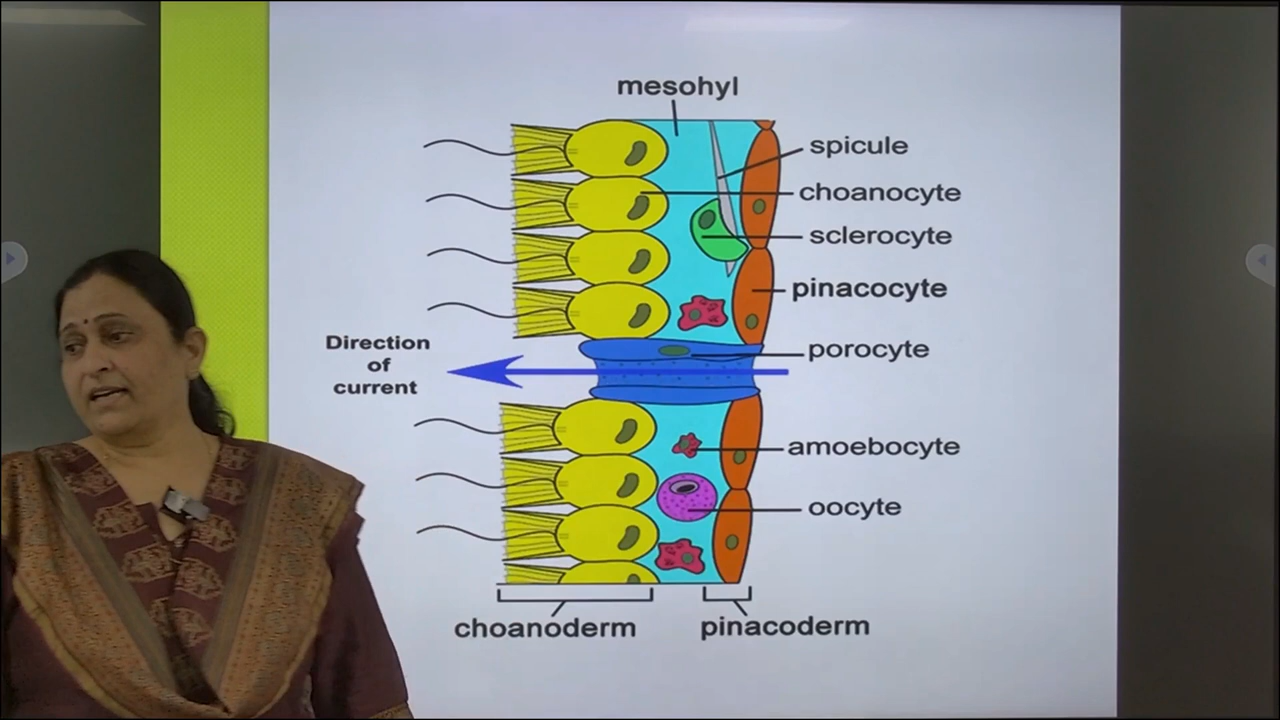 mesohyl
spicule
choanocyte
sclerocyte
pinacocyte
Direction
of
current
porocyte
amoebocyte
oocyte
choanoderm
pinacoderm